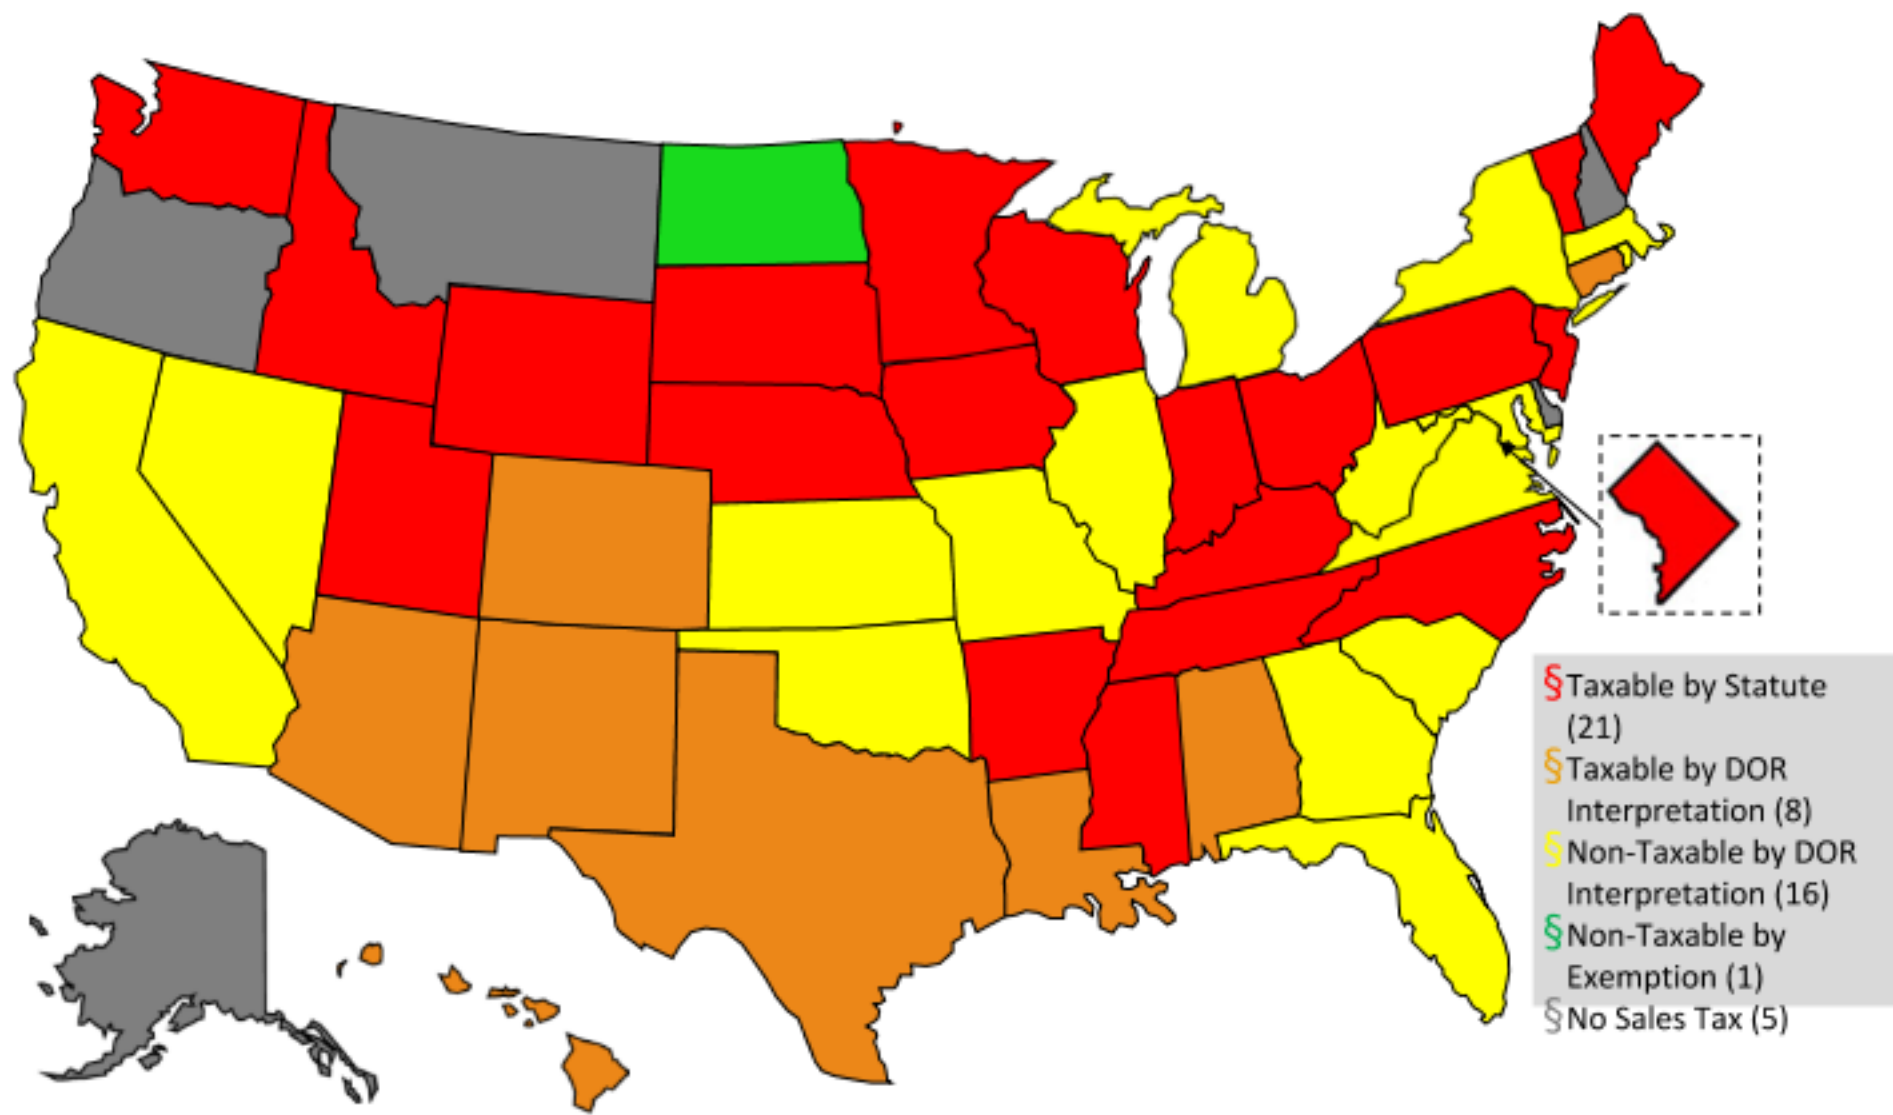 § Taxable by Statute
(21)
§ Taxable by DOR
Interpretation (8)
§ Non-Taxable by DOR
Interpretation (16)
§ Non-Taxable by
Exemption (1)
§ No Sales Tax (5)